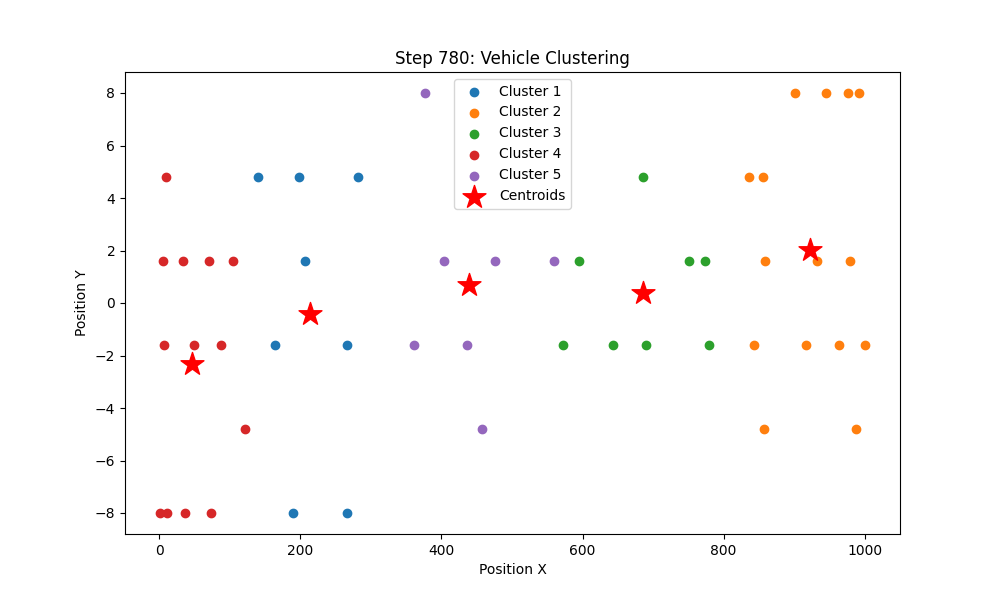 Step 780: Vehicle Clustering
Cluster 1
Cluster 2
Cluster 3
Cluster 4
Cluster 5
Centroids
8
6
4
2
0
−2
−4
−6
−8
Position Y
0
200
400
600
800
1000
Position X